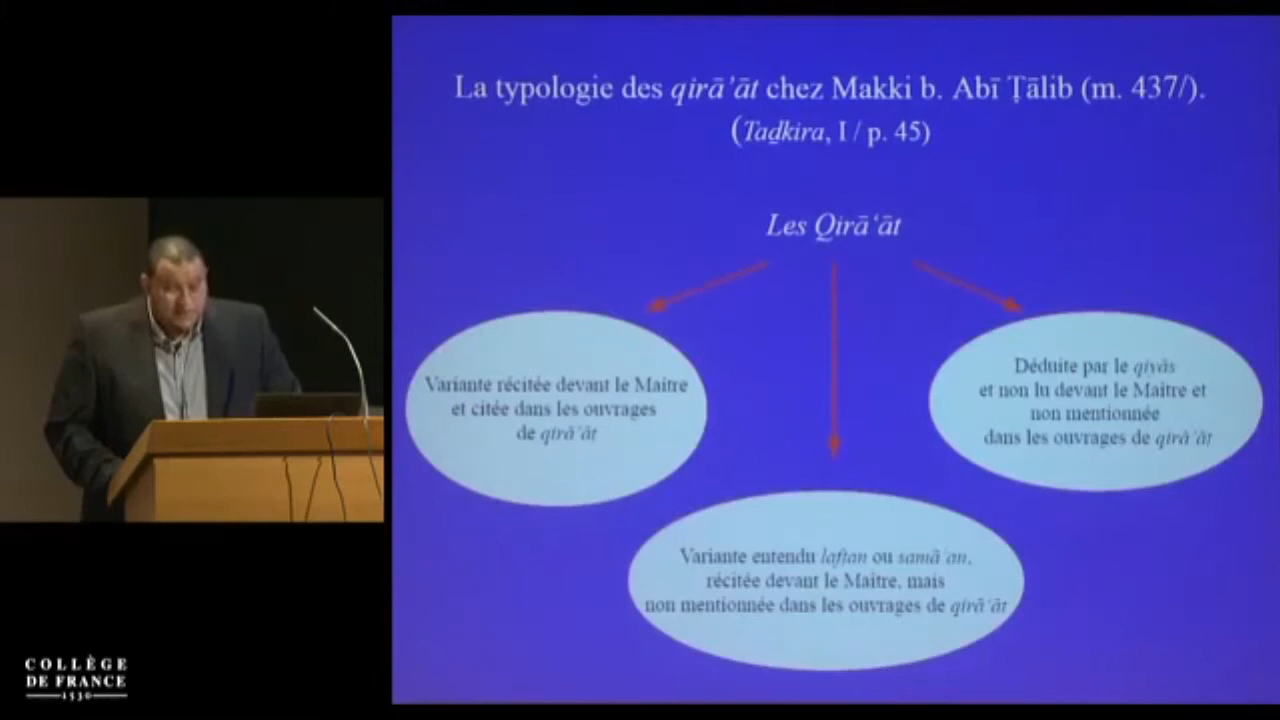 La typologie des qirā’āt chez Makki b. Abī Ṭālib (m. 437/).
(Taḏkira, I / p. 45)
Les Qirā‘āt
Variante récitée devant le Maître
et citée dans les ouvrages
de qirā’āt
Déduite par le qiyās
et non lu devant le Maître et
non mentionnée
dans les ouvrages de qirā’āt
Variante entendu lafẓan ou samā‘an,
récitée devant le Maître, mais
non mentionnée dans les ouvrages de qirā’āt
COLLÈGE
DE FRANCE
1530